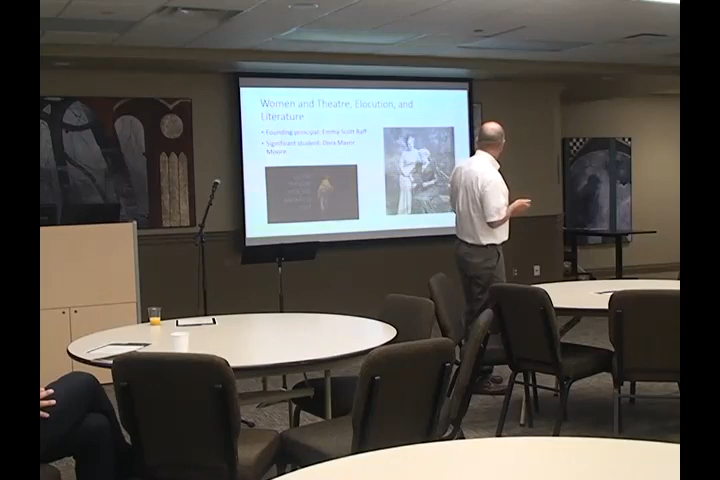 Women and Theatre, Elocution, and
Literature
• Founding principal: Emma Scott Raff
• Significant student: Dora Mavor
Moore